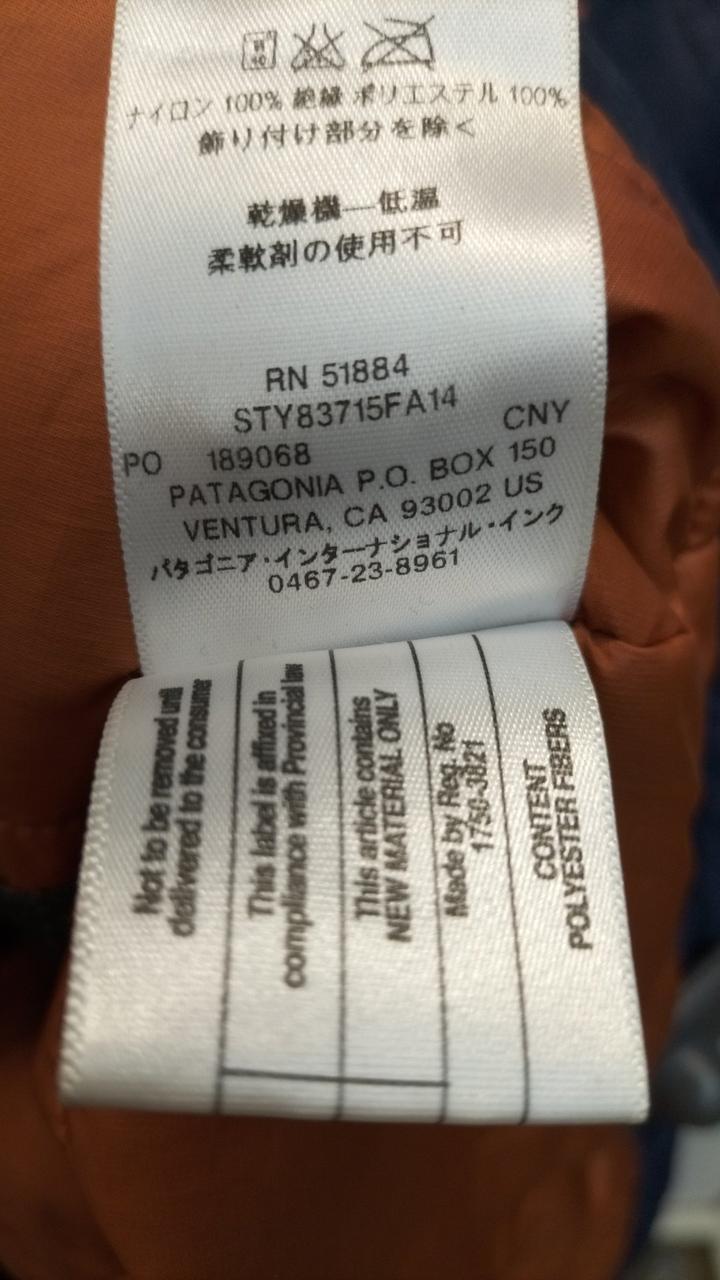 ナイロン 100% 絶縁 ポリエステル 100%
飾り付け部分を除く
乾燥機―低温
柔軟剤の使用不可
RN 51884
STY83715FA14
CNY
PO 189068
PATAGONIA P.O. BOX 150
VENTURA, CA 93002 US
パタゴニア・インターナショナル・インク
0467-23-8961
Not to be removed until
delivered to the consumer
This label is affixed in
compliance with Provincial law
This article contains
NEW MATERIAL ONLY
Made by Reg. No
1750-3821
CONTENT
POLYESTER FIBERS